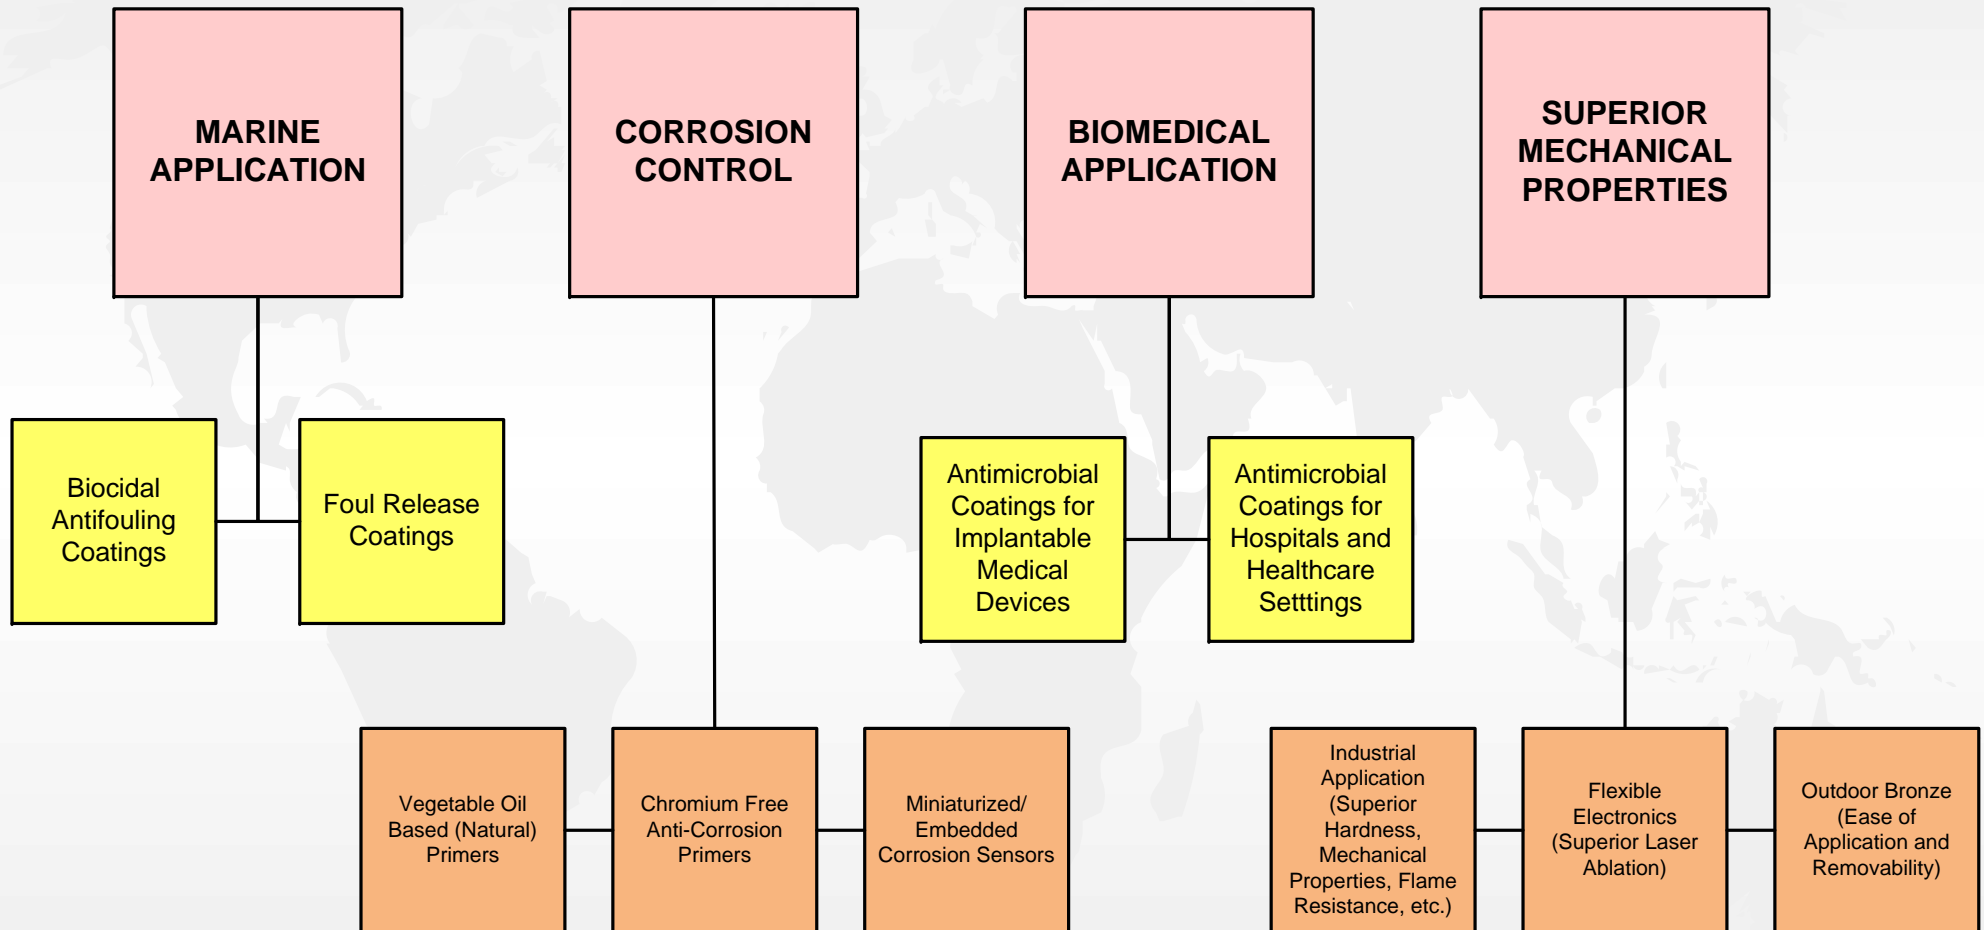 MARINE
APPLICATION
CORROSION
CONTROL
BIOMEDICAL
APPLICATION
SUPERIOR
MECHANICAL
PROPERTIES
Biocidal
Antifouling
Coatings
Foul Release
Coatings
Antimicrobial
Coatings for
Implantable
Medical
Devices
Antimicrobial
Coatings for
Hospitals and
Healthcare
Setttings
Vegetable Oil
Based (Natural)
Primers
Chromium Free
Anti-Corrosion
Primers
Miniaturized/
Embedded
Corrosion Sensors
Industrial
Application
(Superior
Hardness,
Mechanical
Properties, Flame
Resistance, etc.)
Flexible
Electronics
(Superior Laser
Ablation)
Outdoor Bronze
(Ease of
Application and
Removability)